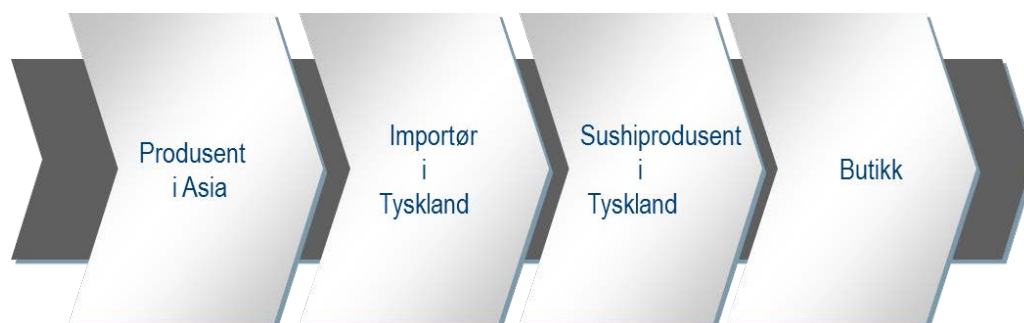 Produsent
i Asia
Importør
i
Tyskland
Sushiprodusent
i
Tyskland
Butikk